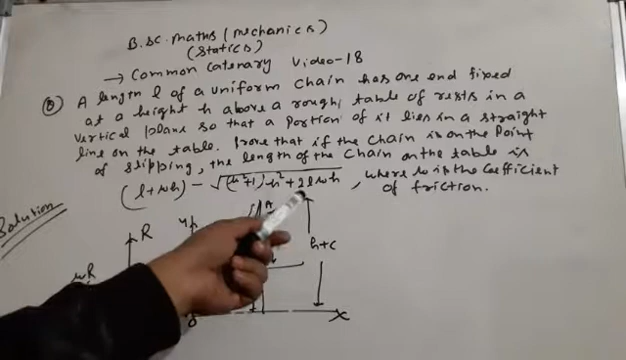 B.Sc. maths (mechanics)
(Statics)
→ Common Catenary Video-18
Q A length l of a uniform chain has one end fixed
at a height h above a rough table & rests in a
vertical plane so that a portion of it lies in a straight
line on the table. Prove that if the chain is on the point
of slipping, the length of the chain on the table is
(l+μh) - √(μ²+1)h²+2lμh , where μ is the coefficient
of friction.
Solution
R
μR
y
A
h+c
X